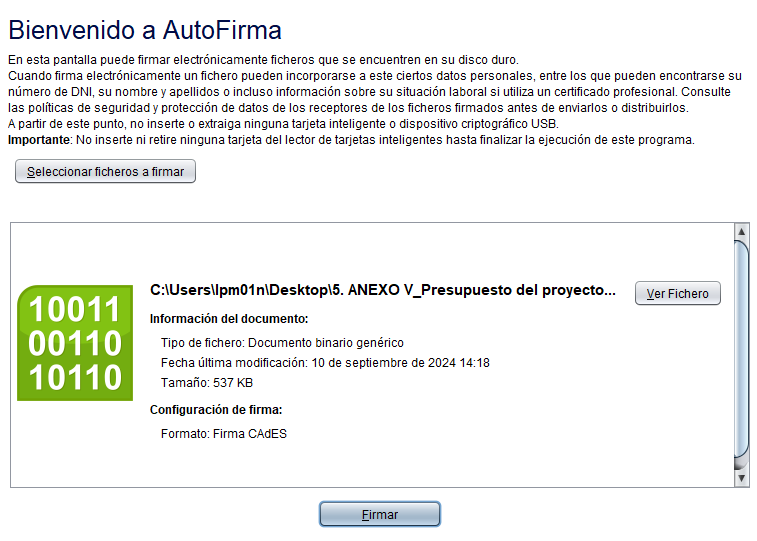 Bienvenido a AutoFirma
En esta pantalla puede firmar electrónicamente ficheros que se encuentren en su disco duro.
Cuando firma electrónicamente un fichero pueden incorporarse a este ciertos datos personales, entre los que pueden encontrarse su
número de DNI, su nombre y apellidos o incluso información sobre su situación laboral si utiliza un certificado profesional. Consulte
las políticas de seguridad y protección de datos de los receptores de los ficheros firmados antes de enviarlos o distribuirlos.
A partir de este punto, no inserte o extraiga ninguna tarjeta inteligente o dispositivo criptográfico USB.
Importante: No inserte ni retire ninguna tarjeta del lector de tarjetas inteligentes hasta finalizar la ejecución de este programa.
Seleccionar ficheros a firmar
C:\Users\lpm01n\Desktop\5. ANEXO V_Presupuesto del proyecto...
Ver Fichero
10011
00110
10110
Información del documento:
Tipo de fichero: Documento binario genérico
Fecha última modificación: 10 de septiembre de 2024 14:18
Tamaño: 537 KB
Configuración de firma:
Formato: Firma CAdES
Firmar